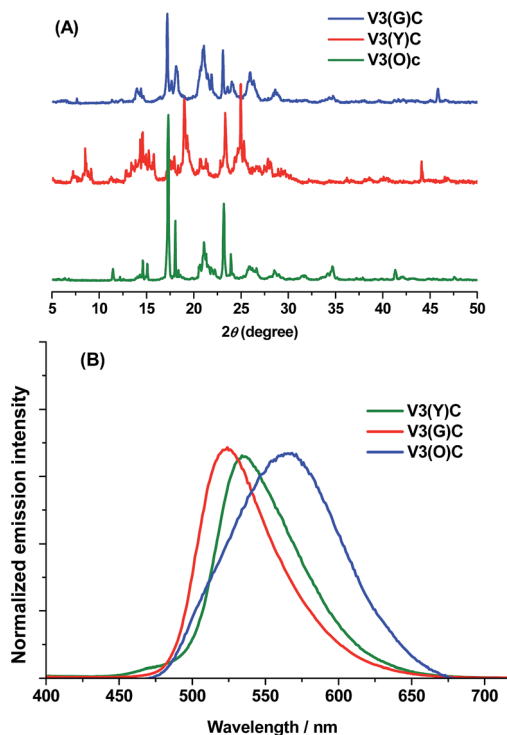 (A)
V3(G)C
V3(Y)C
V3(O)c
5 10 15 20 25 30 35 40 45 50
2θ (degree)
(B)
V3(Y)C
V3(G)C
V3(O)C
Normalized emission intensity
400 450 500 550 600 650 700
Wavelength / nm